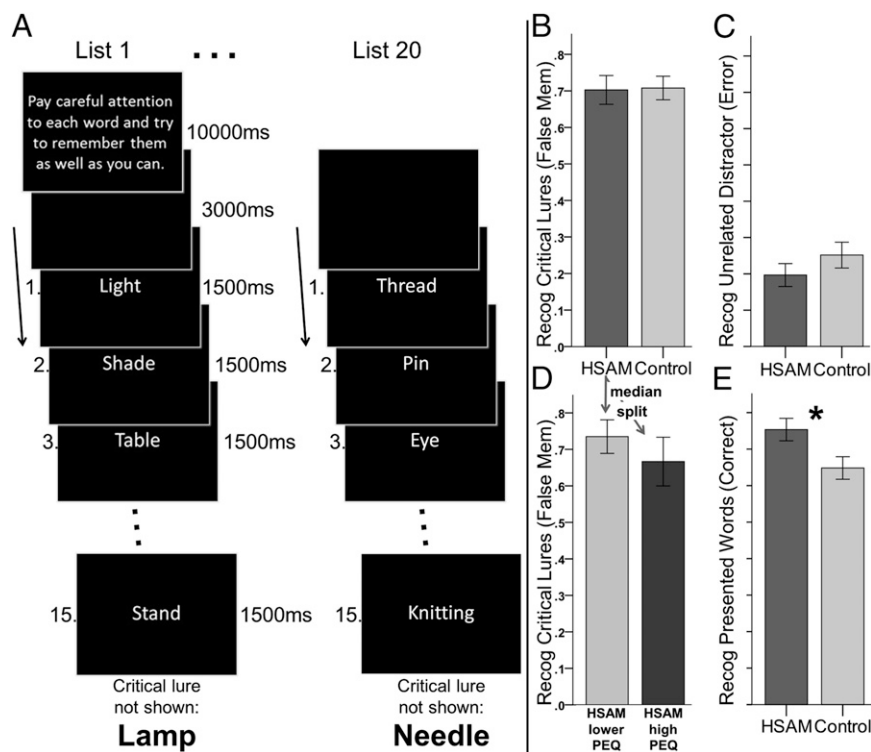 A
List 1
. . .
List 20
Pay careful attention
to each word and try
to remember them
as well as you can.
10000ms
3000ms
1. Light 1500ms
2. Shade 1500ms
3. Table 1500ms
15. Stand 1500ms
Critical lure
not shown:
Lamp
1. Thread
2. Pin
3. Eye
15. Knitting
Critical lure
not shown:
Needle
B
Recog Critical Lures (False Mem)
.8
.7
.6
.5
.4
.3
.2
.1
.0
HSAM Control
C
Recog Unrelated Distractor (Error)
HSAM Control
D
median
split
Recog Critical Lures (False Mem)
.8
.7
.6
.5
.4
.3
.2
.1
.0
HSAM
lower
PEQ
HSAM
high
PEQ
E
Recog Presented Words (Correct)
*
HSAM Control